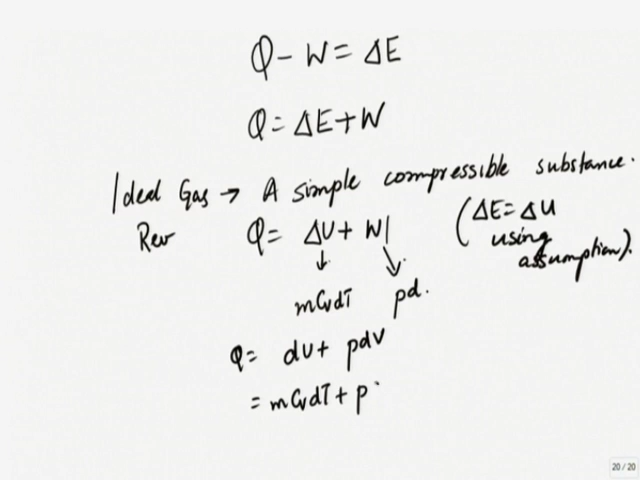 Q - W = ΔE
Q = ΔE + W
Ideal Gas → A simple compressible substance.
Rev Q = ΔU + W| (ΔE = ΔU
using
assumption).
↓ ↘
mCvdT pd.
Q = dU + pdV
= mCvdT + p
20 / 20